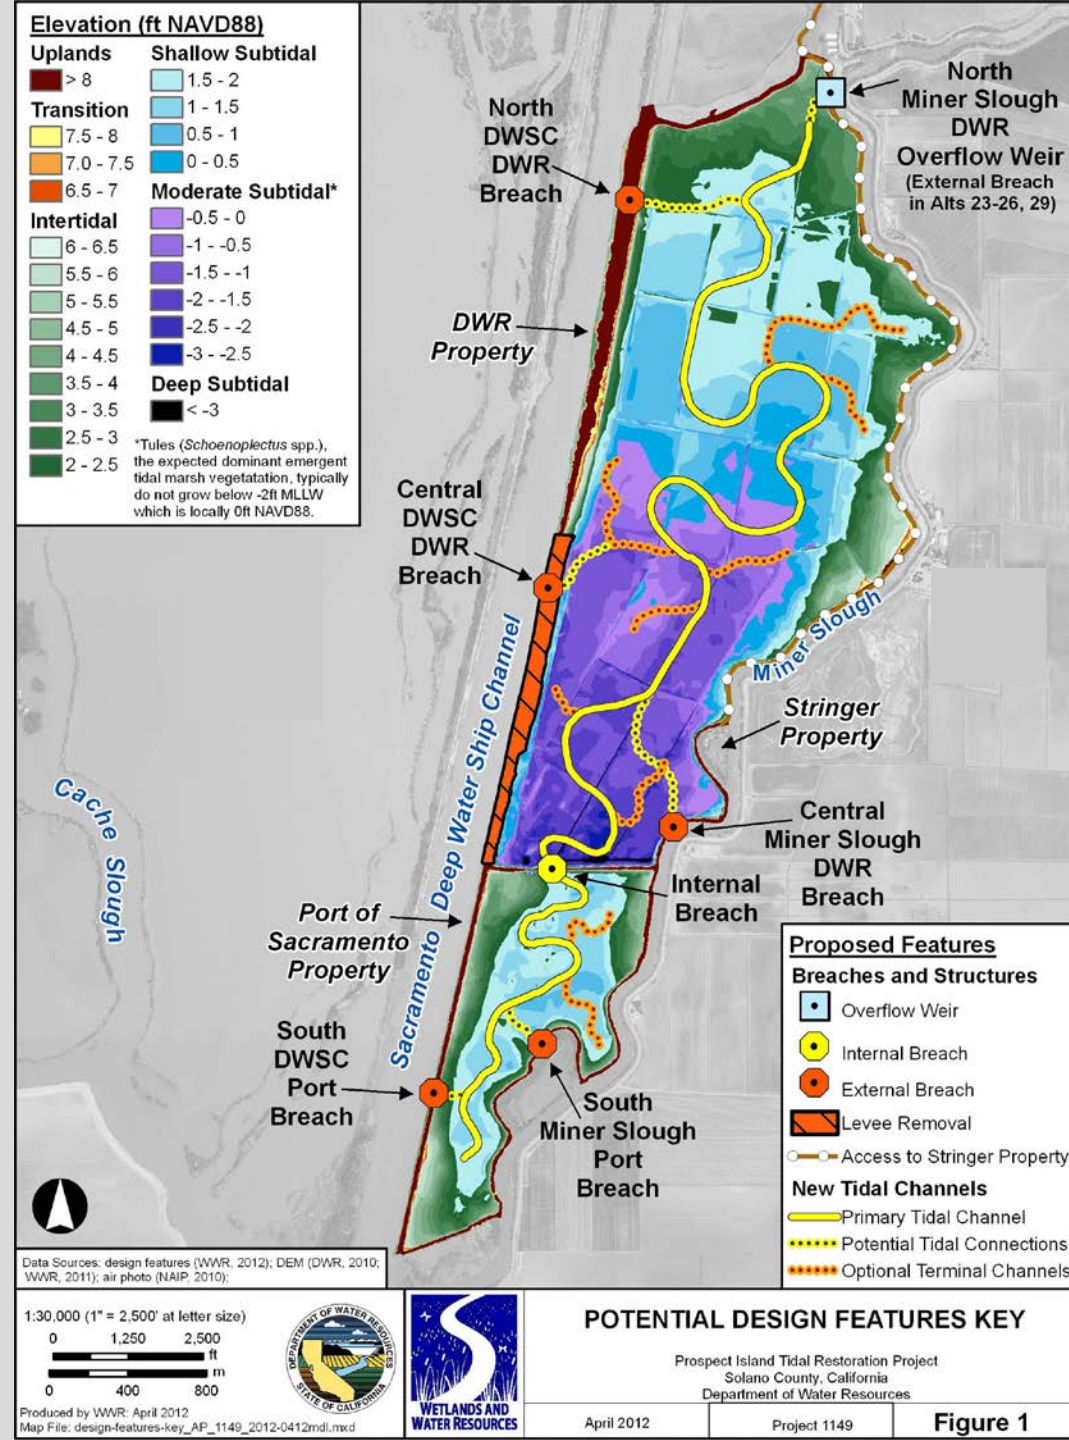 Elevation (ft NAVD88)
Uplands
> 8
Transition
7.5 - 8
7.0 - 7.5
6.5 - 7
Intertidal
6 - 6.5
5.5 - 6
5 - 5.5
4.5 - 5
4 - 4.5
3.5 - 4
3 - 3.5
2.5 - 3
2 - 2.5
Shallow Subtidal
1.5 - 2
1 - 1.5
0.5 - 1
0 - 0.5
Moderate Subtidal*
-0.5 - 0
-1 - -0.5
-1.5 - -1
-2 - -1.5
-2.5 - -2
-3 - -2.5
Deep Subtidal
< -3
*Tules (Schoenoplectus spp.),
the expected dominant emergent
tidal marsh vegetatation, typically
do not grow below -2ft MLLW
which is locally 0ft NAVD88.
North
DWSC
DWR
Breach
North
Miner Slough
DWR
Overflow Weir
(External Breach
in Alts 23-26, 29)
DWR
Property
Central
DWSC
DWR
Breach
Miner Slough
Stringer
Property
Sacramento Deep Water Ship Channel
Cache Slough
Central
Miner Slough
DWR
Breach
Internal
Breach
Port of
Sacramento
Property
South
DWSC
Port
Breach
South
Miner Slough
Port
Breach
Proposed Features
Breaches and Structures
Overflow Weir
Internal Breach
External Breach
Levee Removal
Access to Stringer Property
New Tidal Channels
Primary Tidal Channel
Potential Tidal Connections
Optional Terminal Channels
Data Sources: design features (WWR, 2012); DEM (DWR, 2010;
WWR, 2011); air photo (NAIP, 2010);
1:30,000 (1" = 2,500' at letter size)
0 1,250 2,500
ft
m
0 400 800
Produced by WWR: April 2012
Map File: design-features-key_AP_1149_2012-0412mdl.mxd
DEPARTMENT OF WATER RESOURCES
STATE OF CALIFORNIA
WETLANDS AND
WATER RESOURCES
POTENTIAL DESIGN FEATURES KEY
Prospect Island Tidal Restoration Project
Solano County, California
Department of Water Resources
April 2012
Project 1149
Figure 1